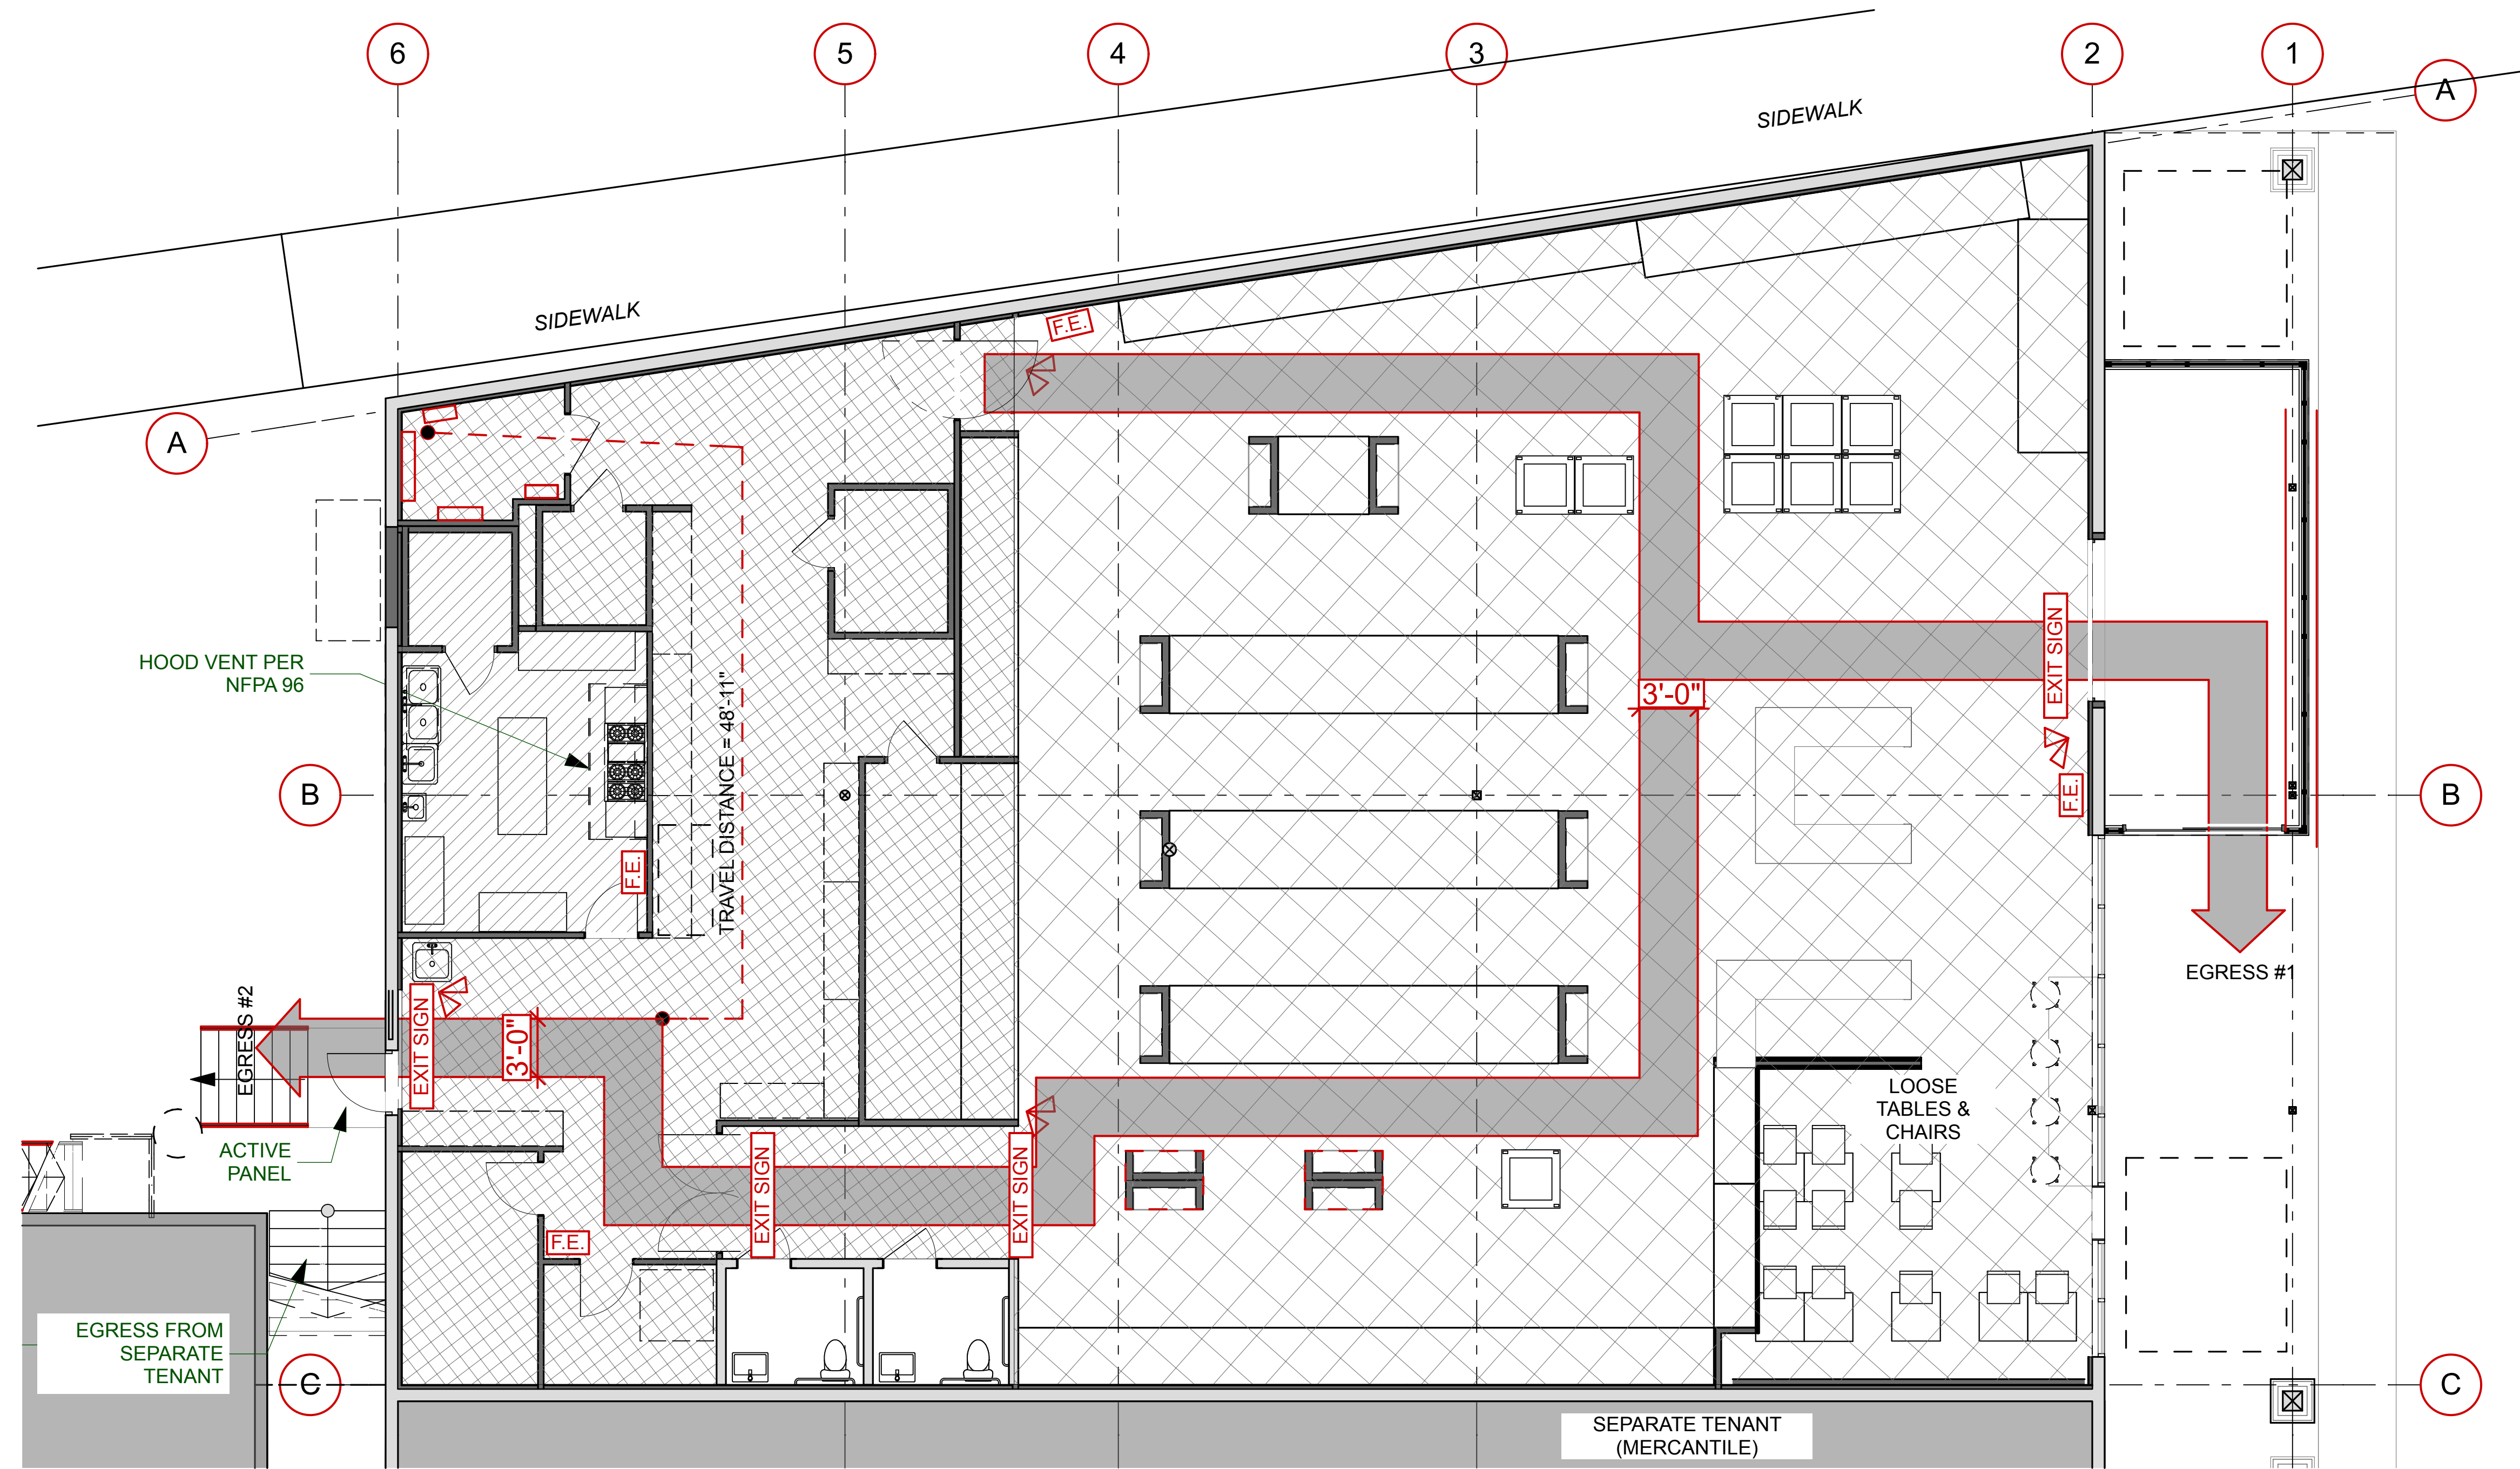 6
5
4
3
2
1
A
SIDEWALK
SIDEWALK
F.E.
A
HOOD VENT PER
NFPA 96
TRAVEL DISTANCE = 48'-11"
EXIT SIGN
3'-0"
B
B
F.E.
F.E.
EGRESS #1
EGRESS #2
EXIT SIGN
3'-0"
LOOSE
TABLES &
CHAIRS
ACTIVE
PANEL
EXIT SIGN
EXIT SIGN
F.E.
EGRESS FROM
SEPARATE
TENANT
C
C
SEPARATE TENANT
(MERCANTILE)